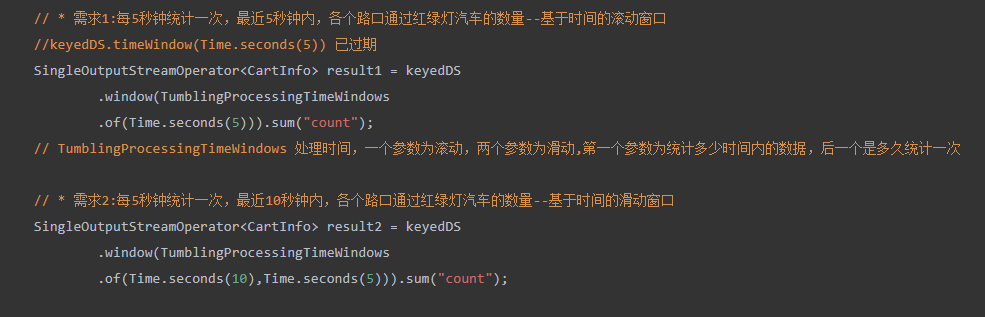 // * 需求1:每5秒钟统计一次，最近5秒钟内，各个路口通过红绿灯汽车的数量--基于时间的滚动窗口
//keyedDS.timeWindow(Time.seconds(5)) 已过期
SingleOutputStreamOperator<CartInfo> result1 = keyedDS
.window(TumblingProcessingTimeWindows
.of(Time.seconds(5))).sum("count");
// TumblingProcessingTimeWindows 处理时间，一个参数为滚动，两个参数为滑动,第一个参数为统计多少时间内的数据，后一个是多久统计一次
// * 需求2:每5秒钟统计一次，最近10秒钟内，各个路口通过红绿灯汽车的数量--基于时间的滑动窗口
SingleOutputStreamOperator<CartInfo> result2 = keyedDS
.window(TumblingProcessingTimeWindows
.of(Time.seconds(10),Time.seconds(5))).sum("count");